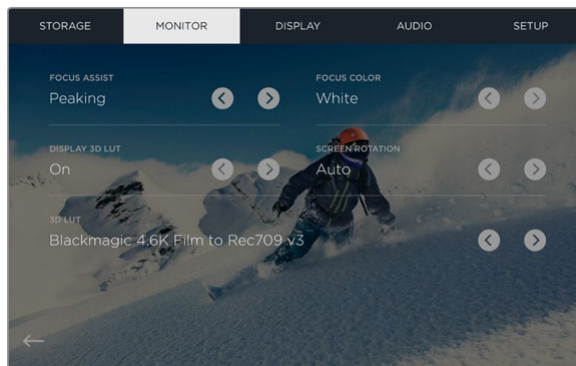 STORAGE MONITOR DISPLAY AUDIO SETUP
FOCUS ASSIST
Peaking
FOCUS COLOR
White
DISPLAY 3D LUT
On
SCREEN ROTATION
Auto
3D LUT
Blackmagic 4.6K Film to Rec709 v3